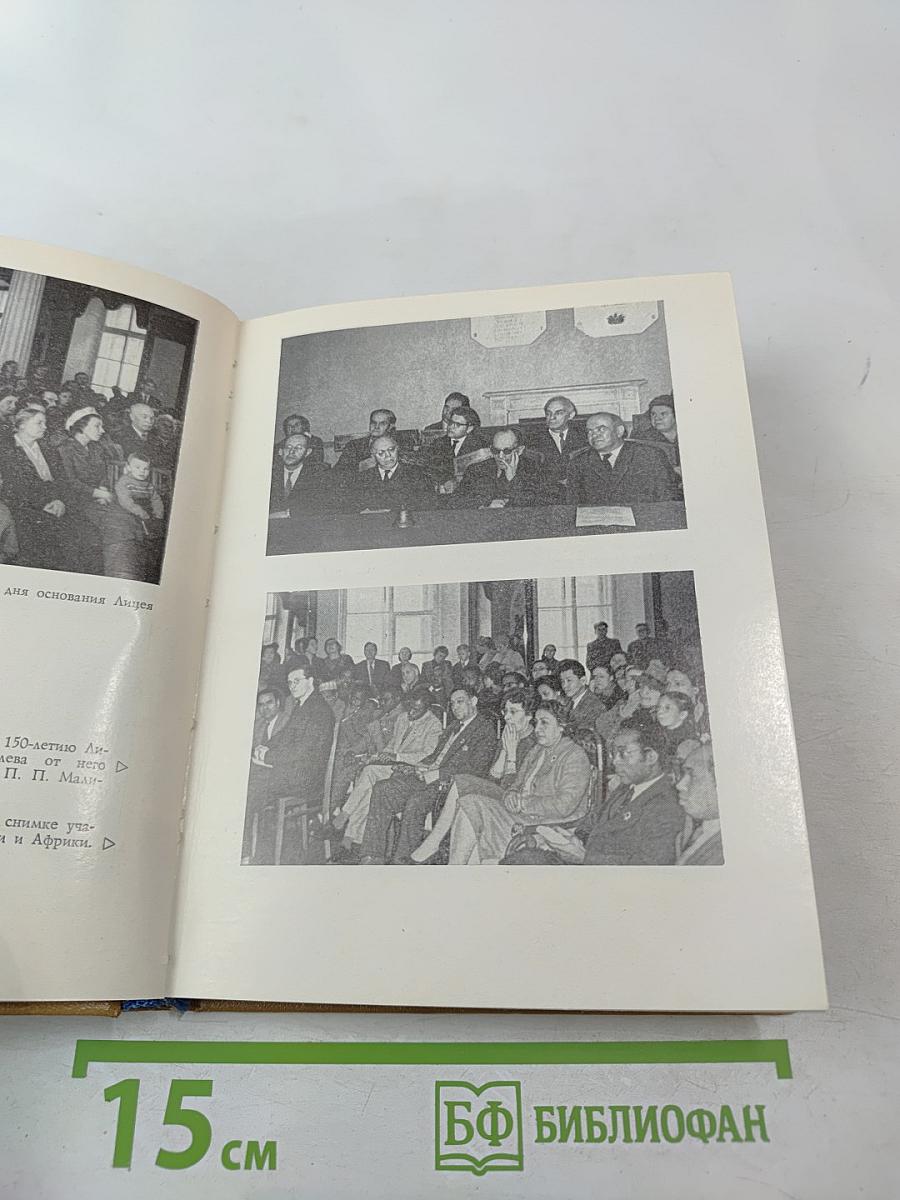 дня основания Лицея
150-летию Ли-
лева от него ▷
П. П. Мали-
снимке уча-
и и Африки. ▷
15 см
БФ БИБЛИОФАН